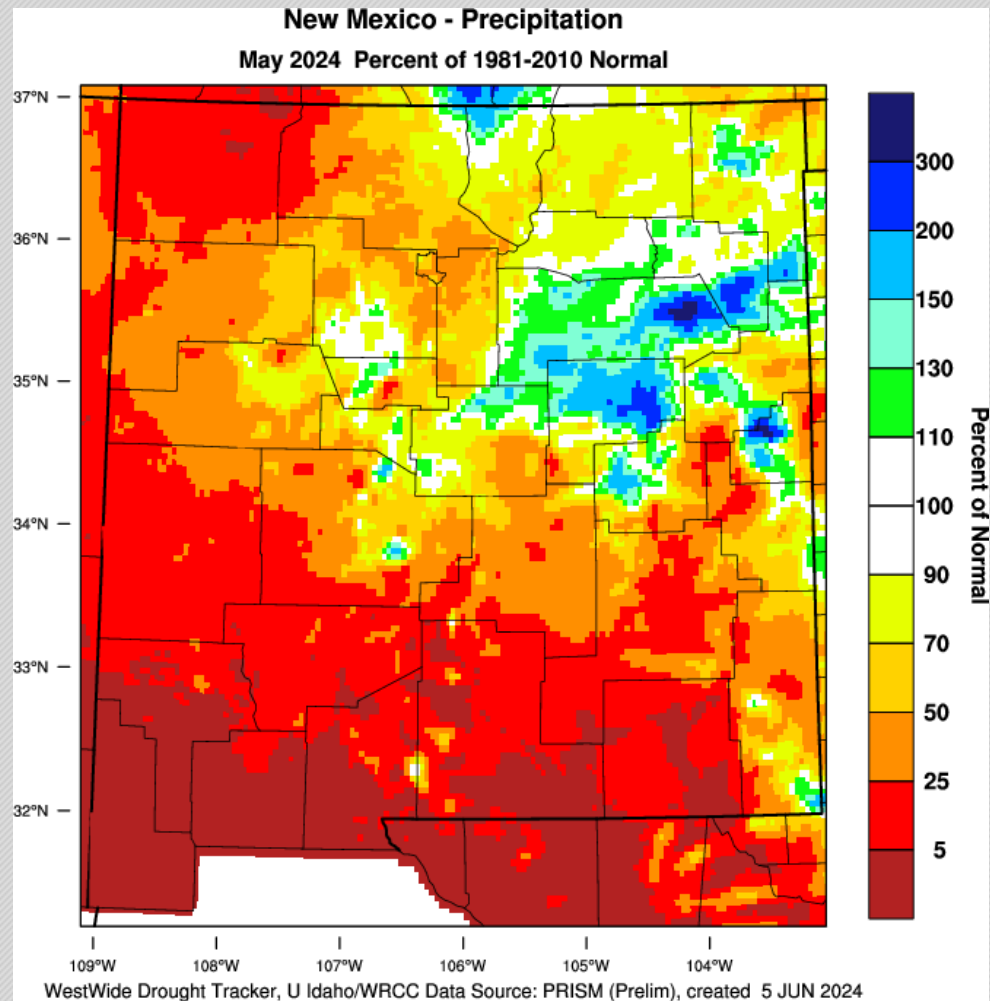 New Mexico - Precipitation
May 2024 Percent of 1981-2010 Normal
37°N
36°N
35°N
34°N
33°N
32°N
109°W
108°W
107°W
106°W
105°W
104°W
300
200
150
130
110
100
90
70
50
25
5
Percent of Normal
WestWide Drought Tracker, U Idaho/WRCC Data Source: PRISM (Prelim), created 5 JUN 2024